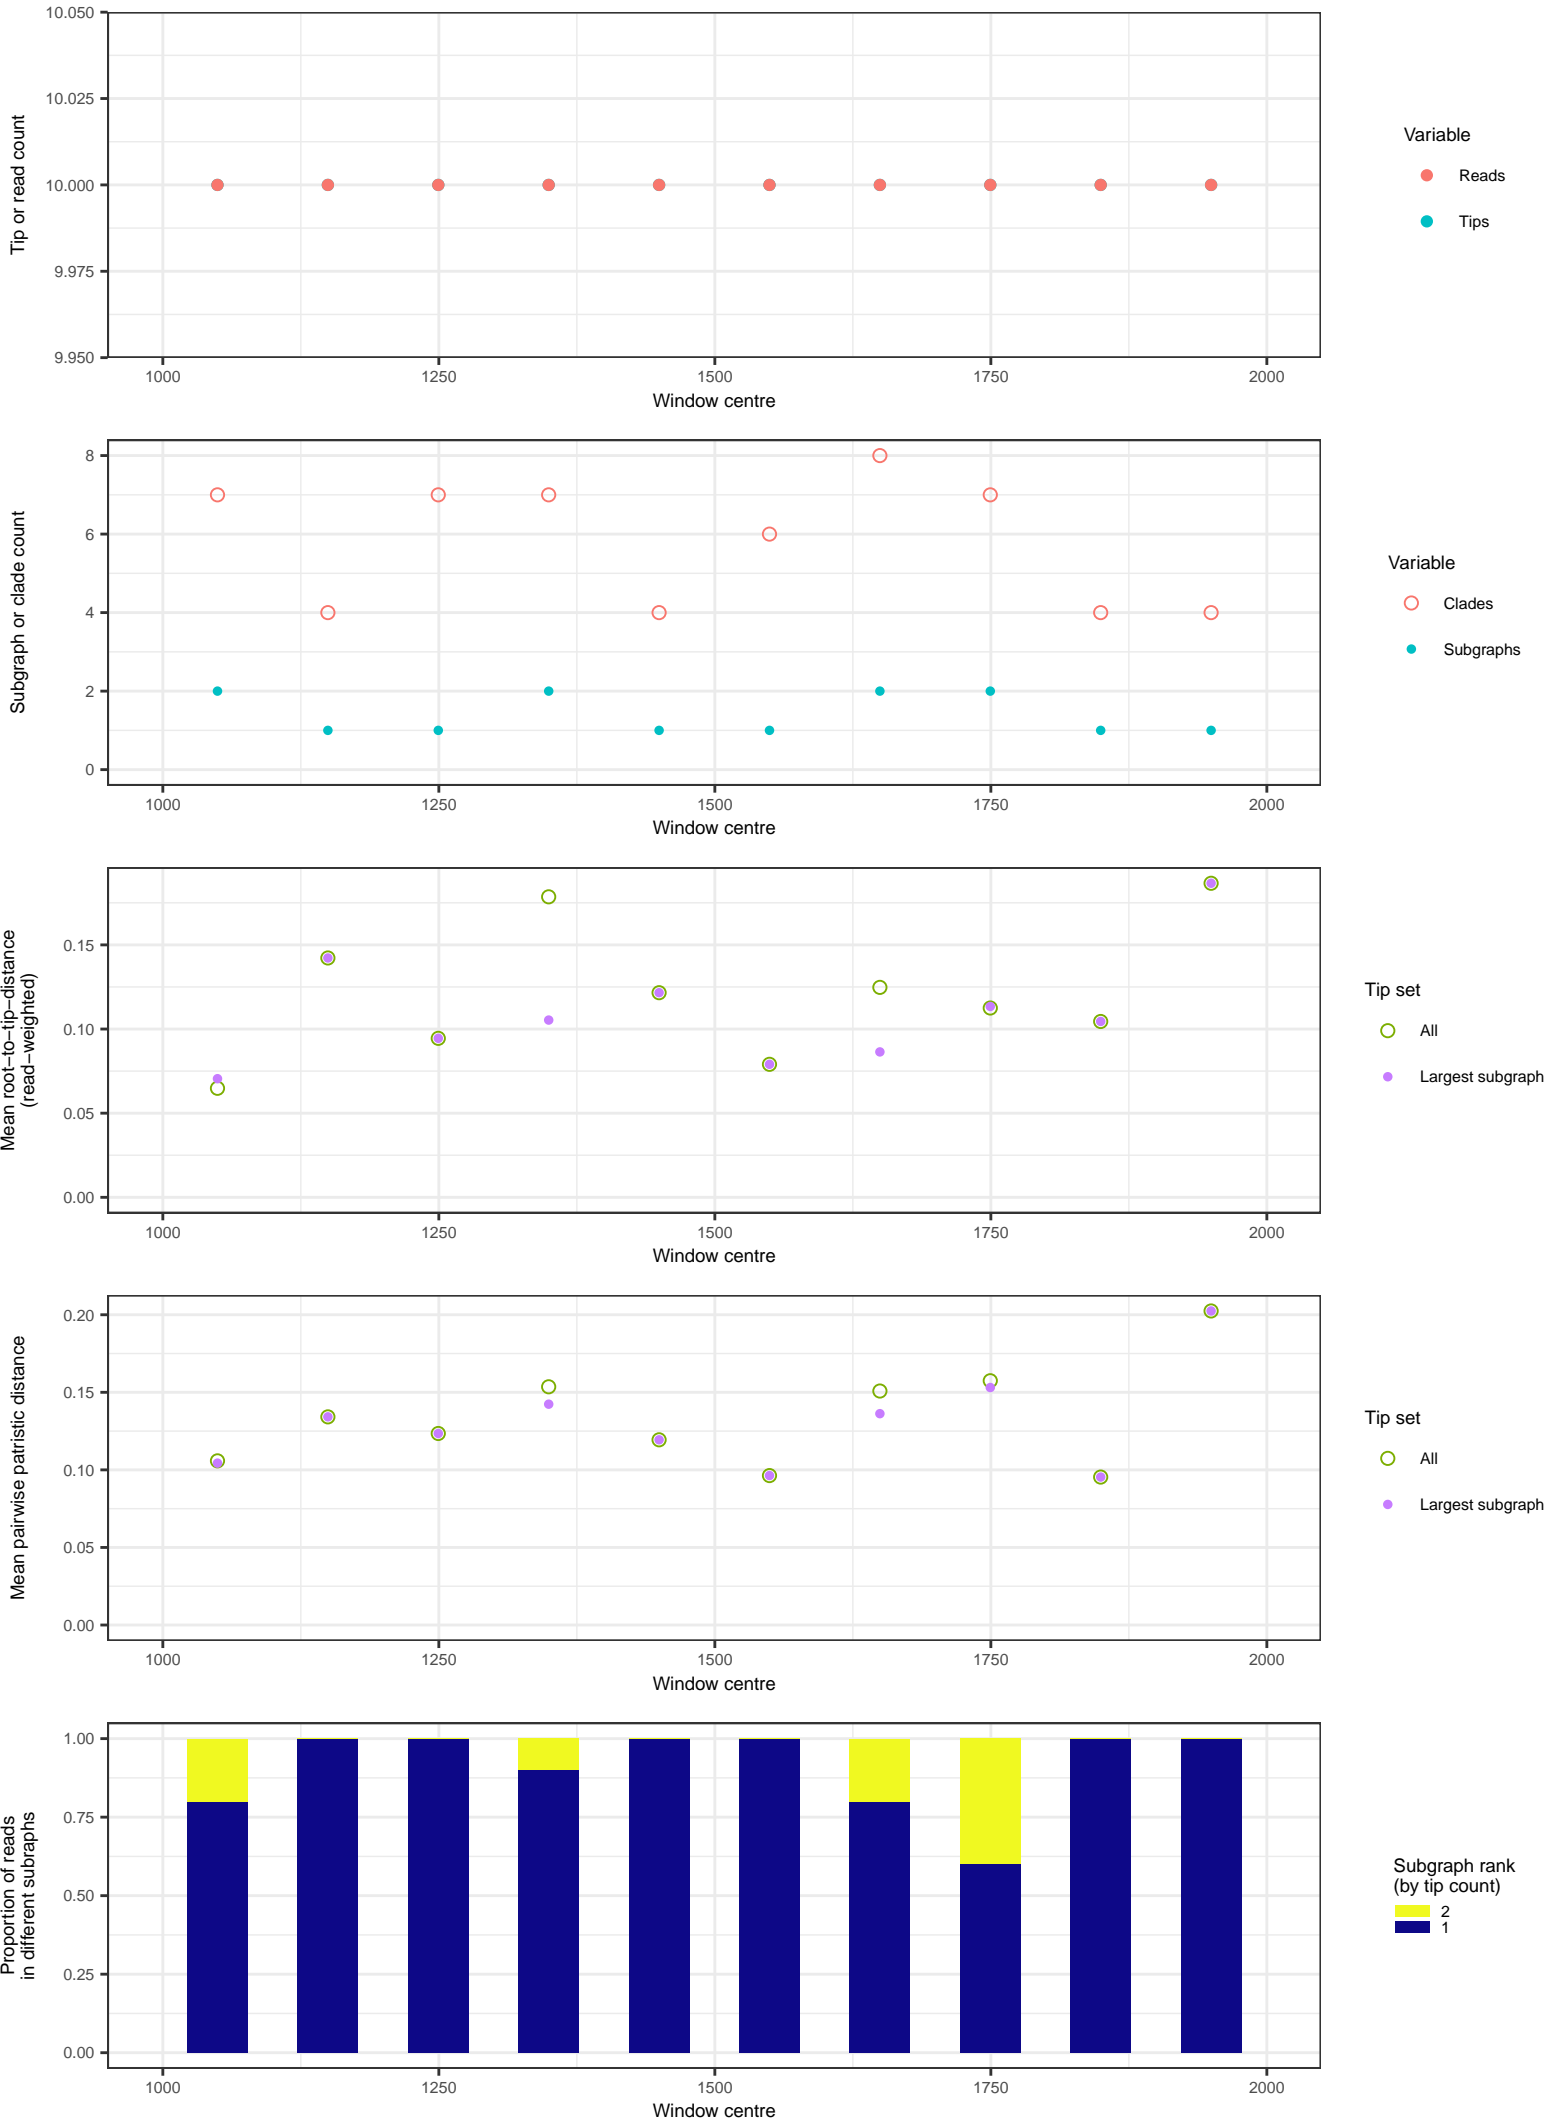 10.050
10.025
10.000
9.975
9.950
Tip or read count
1000 1250 1500 1750 2000
Window centre
Variable
Reads
Tips
8
6
4
2
0
Subgraph or clade count
1000 1250 1500 1750 2000
Window centre
Variable
Clades
Subgraphs
0.15
0.10
0.05
0.00
Mean root−to−tip−distance
(read−weighted)
1000 1250 1500 1750 2000
Window centre
Tip set
All
Largest subgraph
0.20
0.15
0.10
0.05
0.00
Mean pairwise patristic distance
1000 1250 1500 1750 2000
Window centre
Tip set
All
Largest subgraph
1.00
0.75
0.50
0.25
0.00
Proportion of reads
in different subraphs
1000 1250 1500 1750 2000
Window centre
Subgraph rank
(by tip count)
2
1